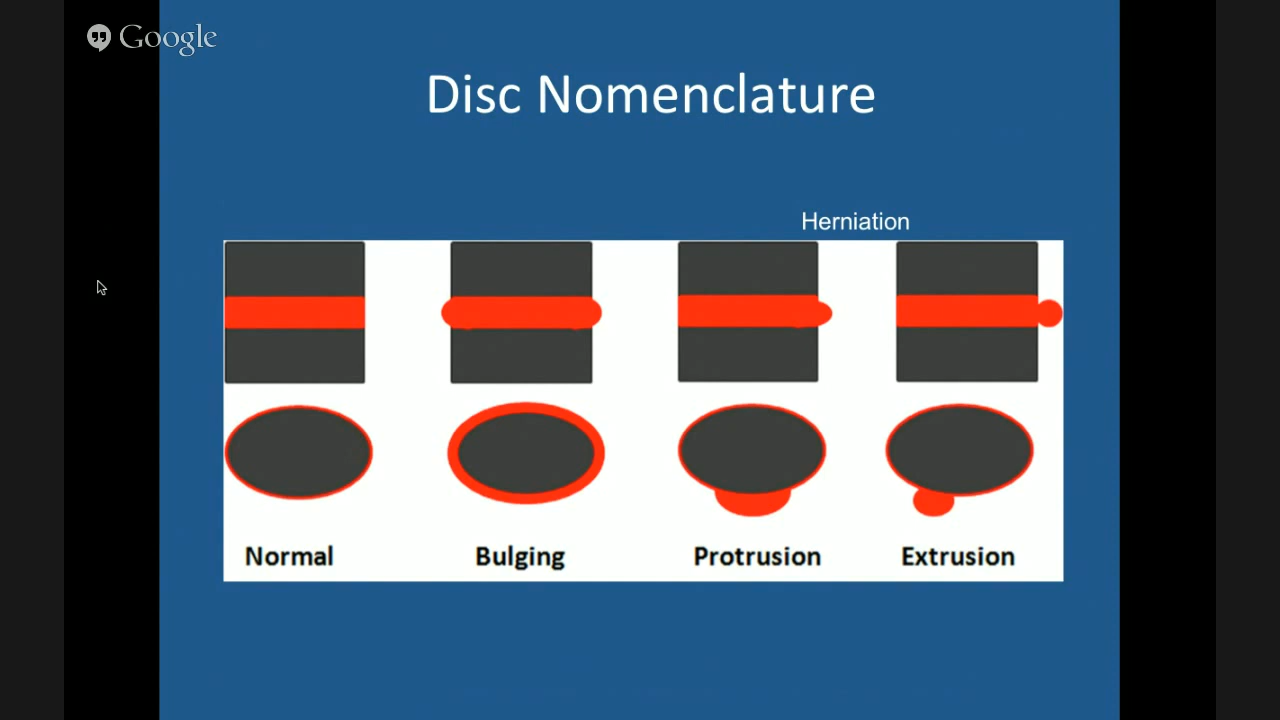 Google
Disc Nomenclature
Herniation
Normal
Bulging
Protrusion
Extrusion